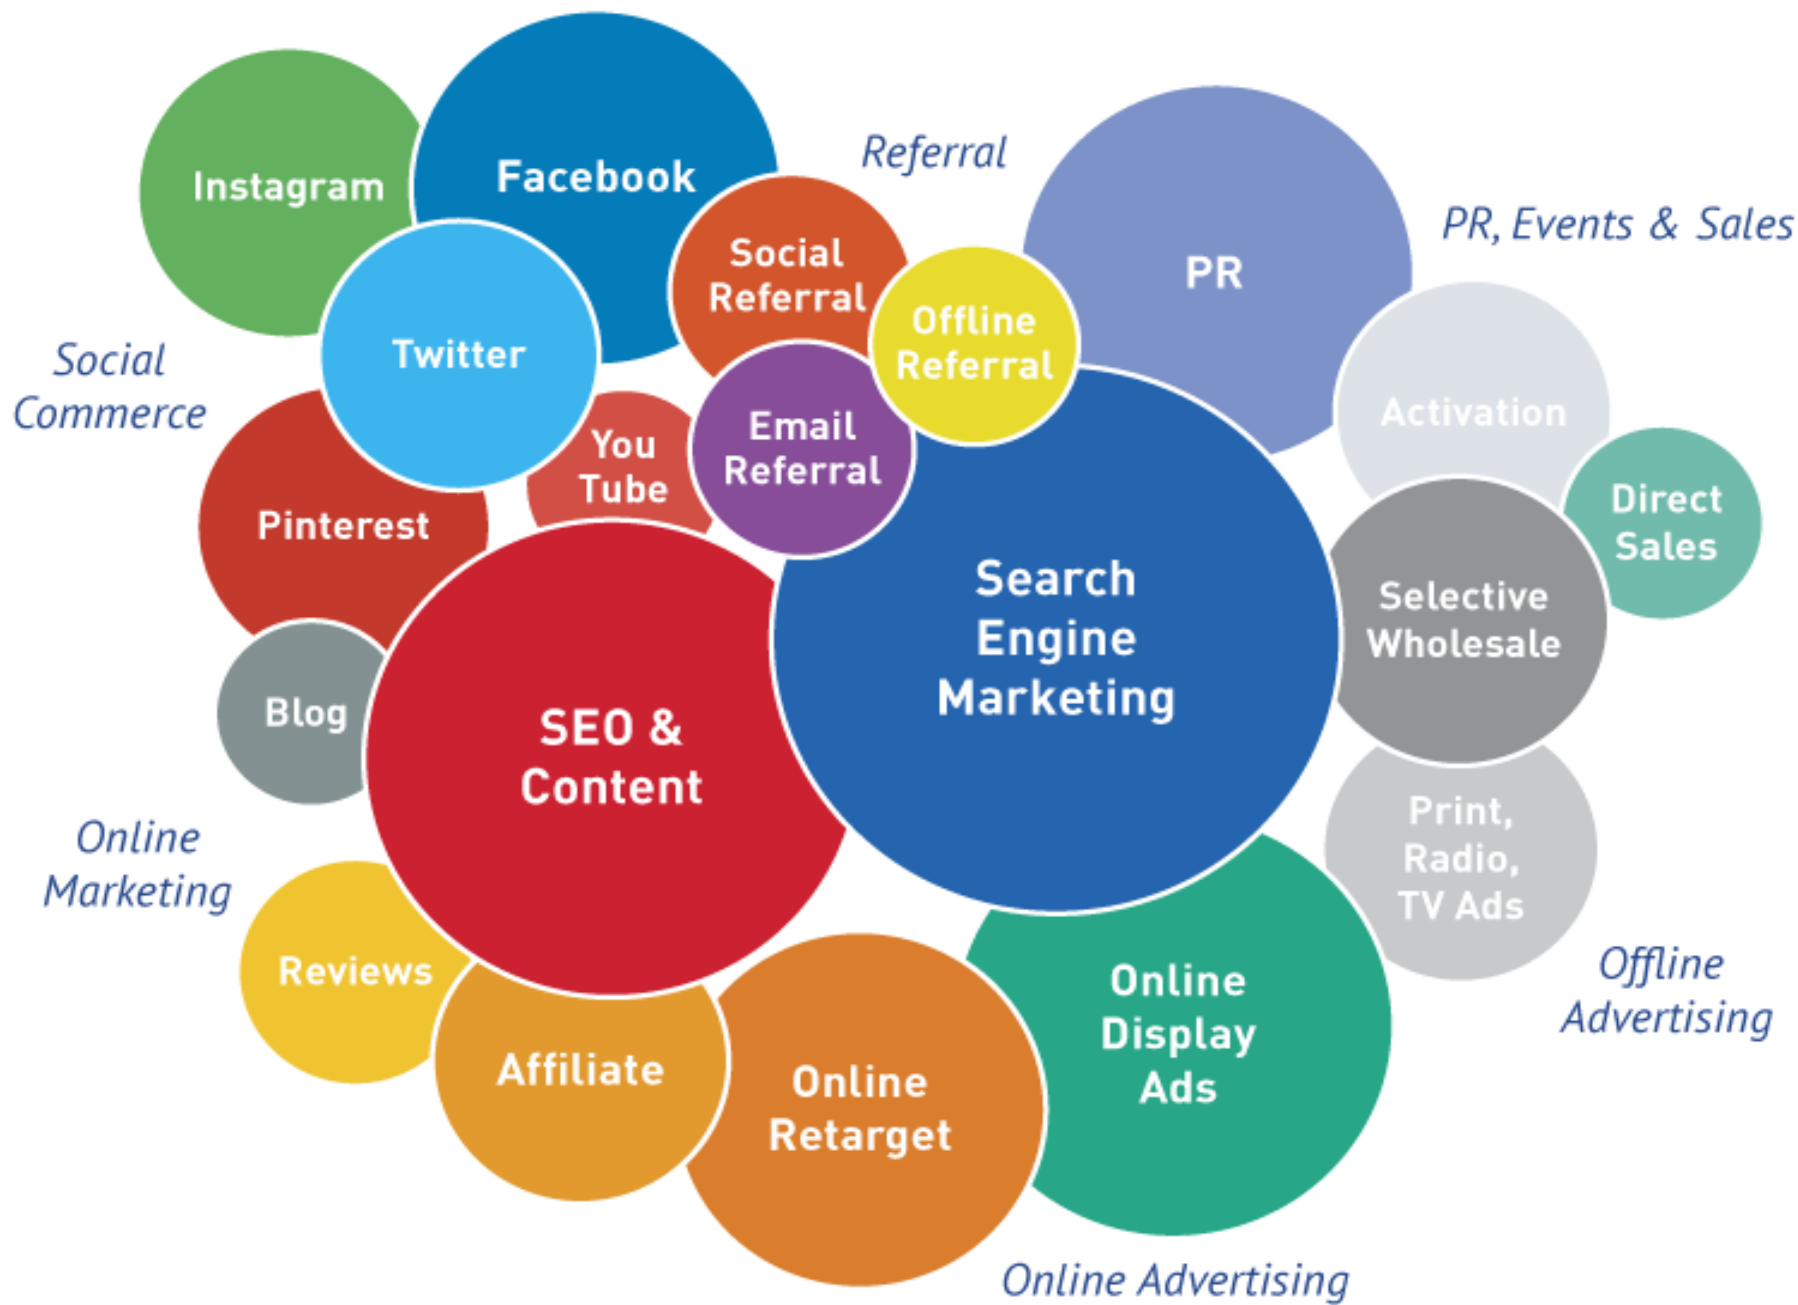 Instagram
Facebook
Referral
PR, Events & Sales
Social
Referral
PR
Offline
Referral
Twitter
Social
Commerce
Activation
Email
Referral
You
Tube
Pinterest
Direct
Sales
Search
Engine
Marketing
Selective
Wholesale
Blog
SEO &
Content
Online
Marketing
Print,
Radio,
TV Ads
Reviews
Offline
Advertising
Online
Display
Ads
Affiliate
Online
Retarget
Online Advertising